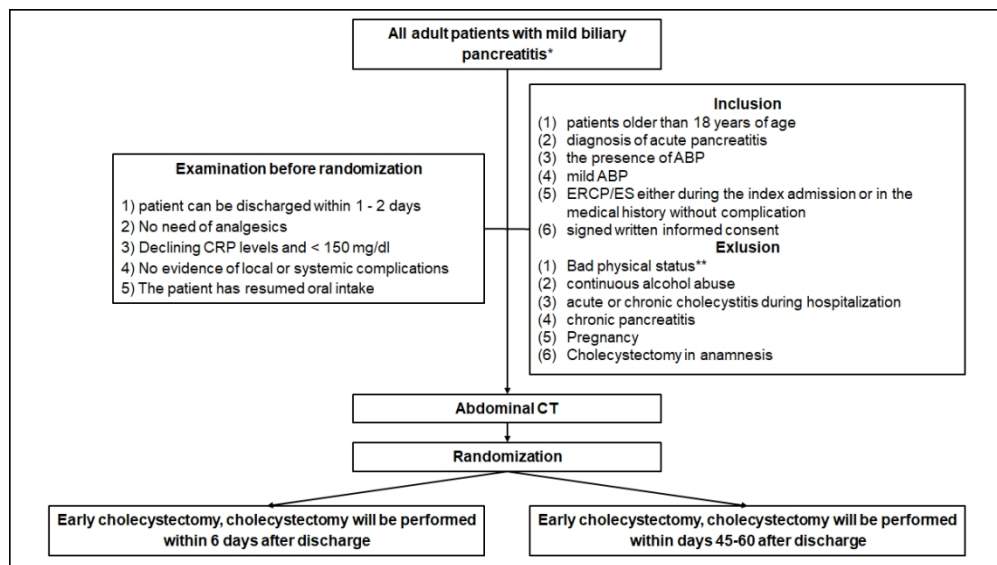 All adult patients with mild biliary
pancreatitis*
Inclusion
(1) patients older than 18 years of age
(2) diagnosis of acute pancreatitis
(3) the presence of ABP
(4) mild ABP
(5) ERCP/ES either during the index admission or in the
medical history without complication
(6) signed written informed consent
Exlusion
(1) Bad physical status**
(2) continuous alcohol abuse
(3) acute or chronic cholecystitis during hospitalization
(4) chronic pancreatitis
(5) Pregnancy
(6) Cholecystectomy in anamnesis
Examination before randomization
1) patient can be discharged within 1 - 2 days
2) No need of analgesics
3) Declining CRP levels and < 150 mg/dl
4) No evidence of local or systemic complications
5) The patient has resumed oral intake
Abdominal CT
Randomization
Early cholecystectomy, cholecystectomy will be performed
within 6 days after discharge
Early cholecystectomy, cholecystectomy will be performed
within days 45-60 after discharge